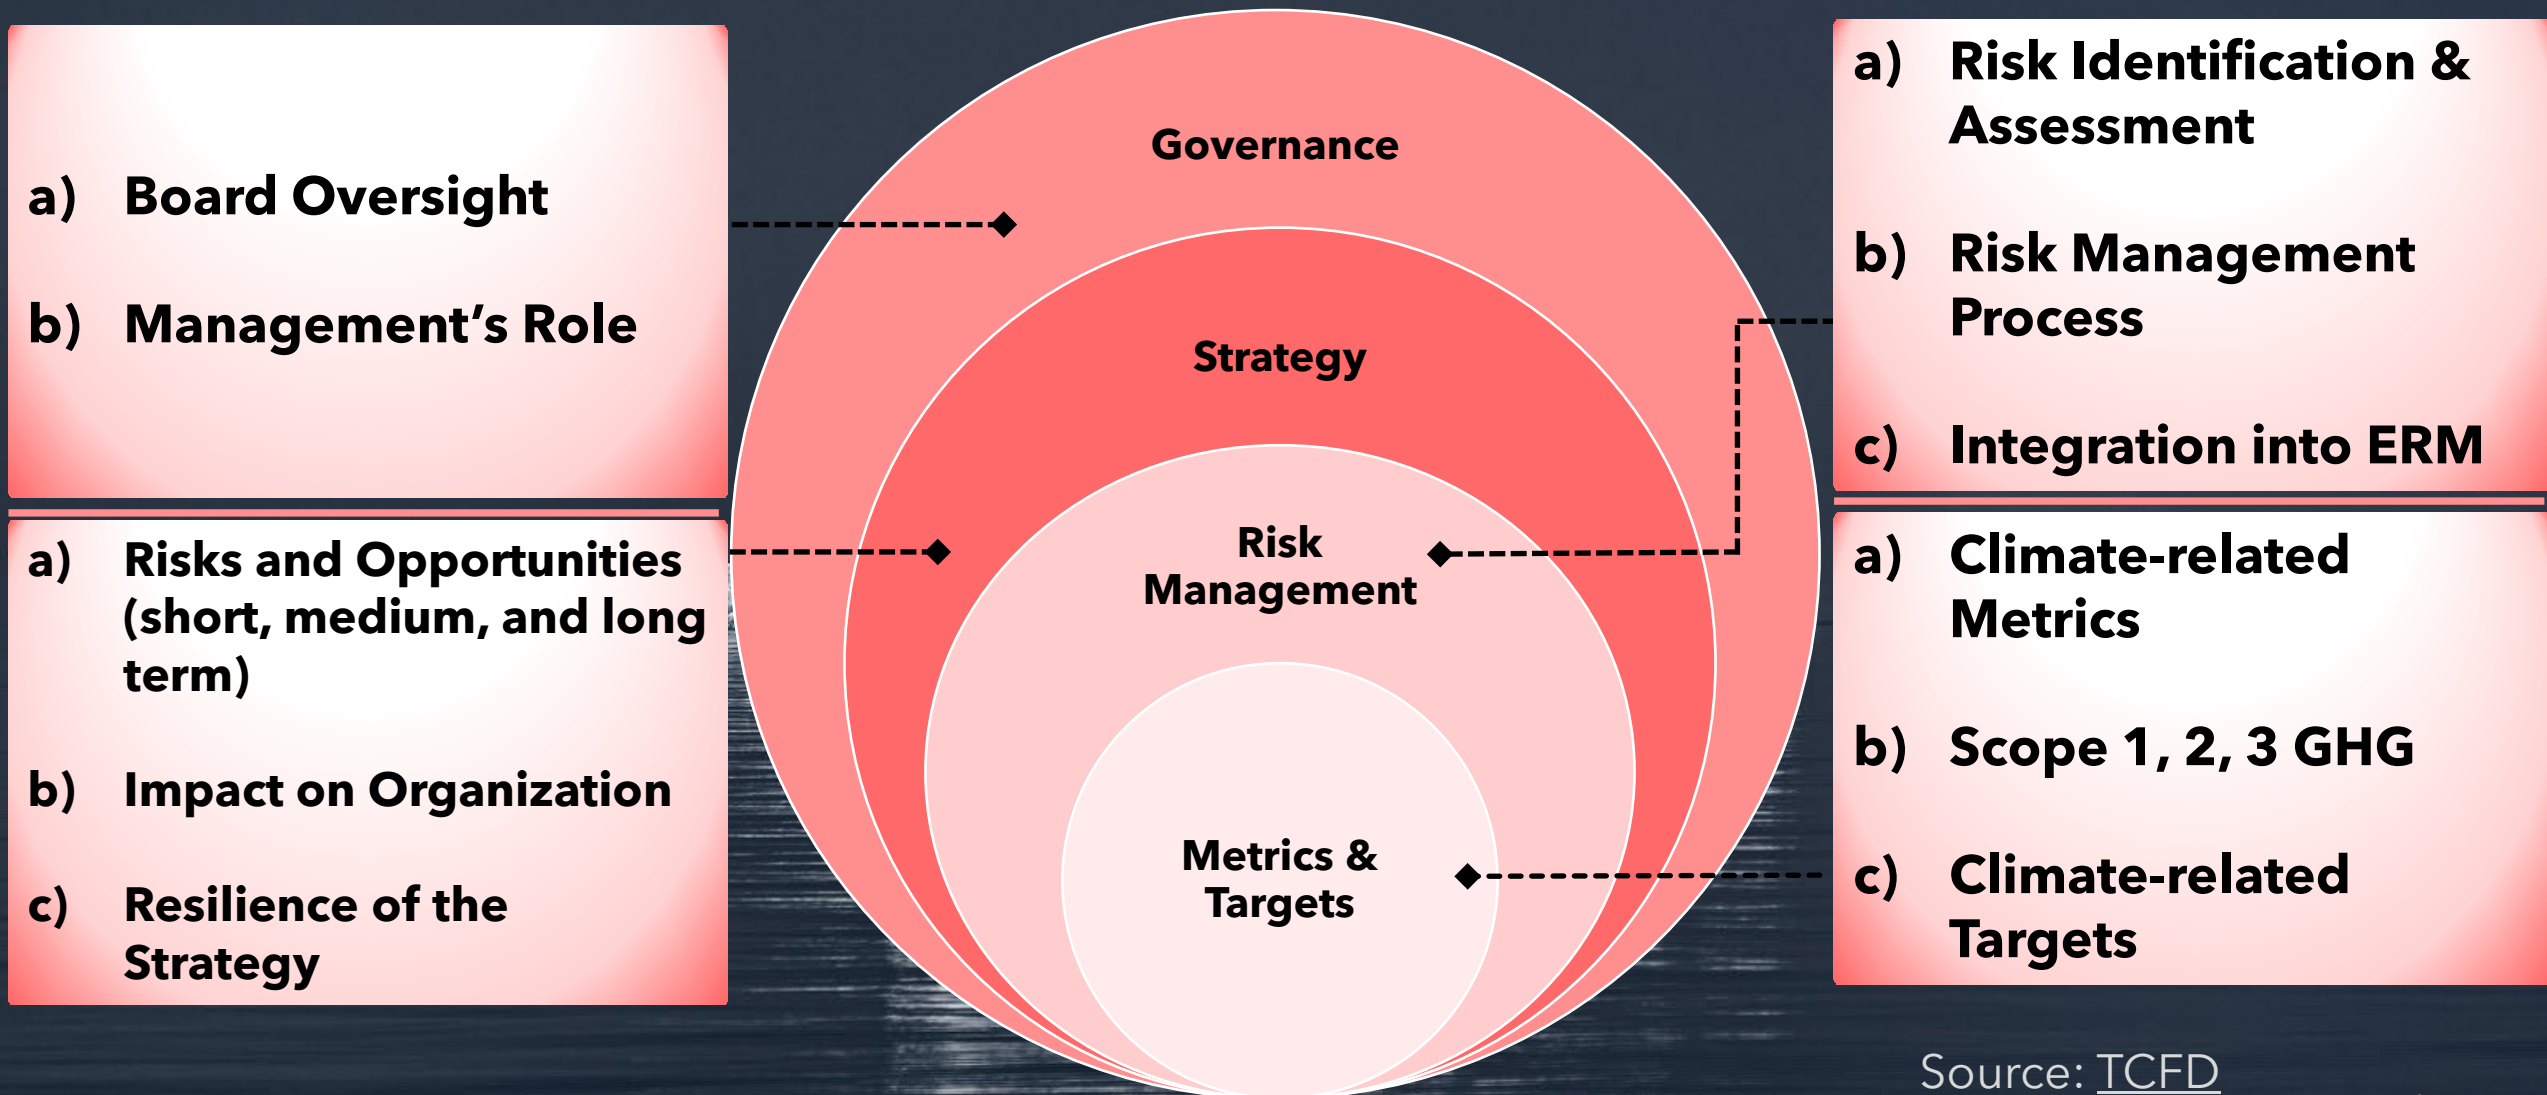 a) Board Oversight
b) Management’s Role
a) Risks and Opportunities
(short, medium, and long
term)
b) Impact on Organization
c) Resilience of the
Strategy
Governance
Strategy
Risk
Management
Metrics &
Targets
a) Risk Identification &
Assessment
b) Risk Management
Process
c) Integration into ERM
a) Climate-related
Metrics
b) Scope 1, 2, 3 GHG
c) Climate-related
Targets
Source: TCFD